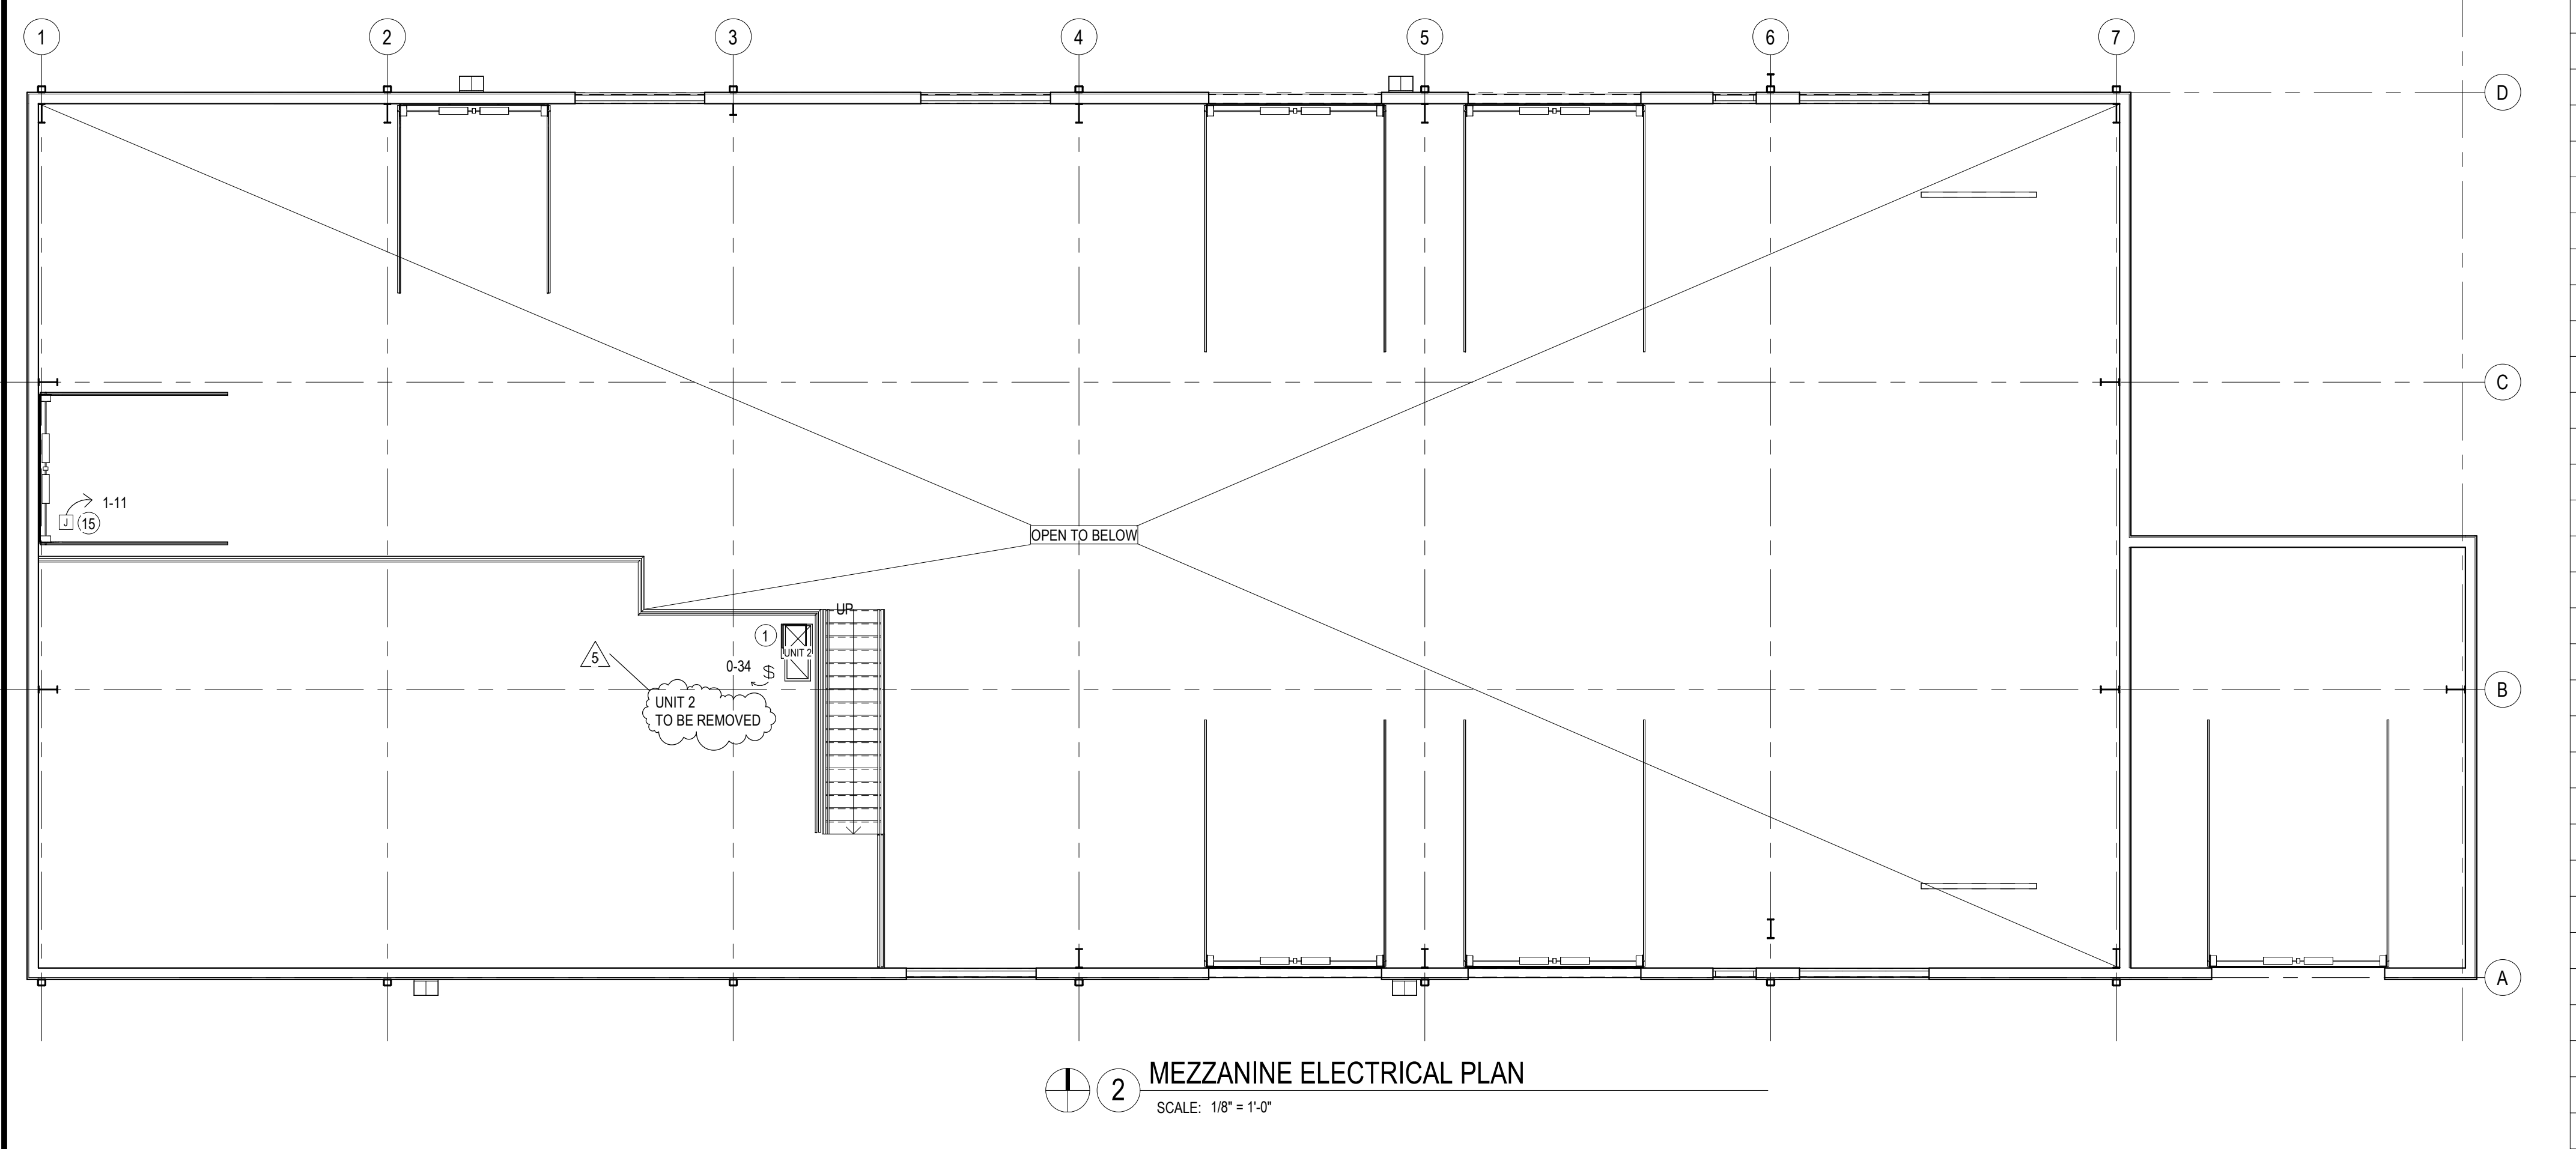 1
2
3
4
5
6
7
D
C
1-11
J
15
OPEN TO BELOW
UP
1
UNIT 2
5
0-34
$
B
UNIT 2
TO BE REMOVED
A
2
MEZZANINE ELECTRICAL PLAN
SCALE: 1/8" = 1'-0"